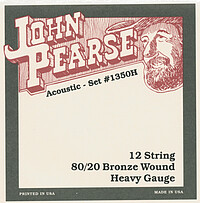 JOHN
PEARSE
Acoustic - Set #1350H
12 String
80/20 Bronze Wound
Heavy Gauge
PRINTED IN USA
MADE IN USA